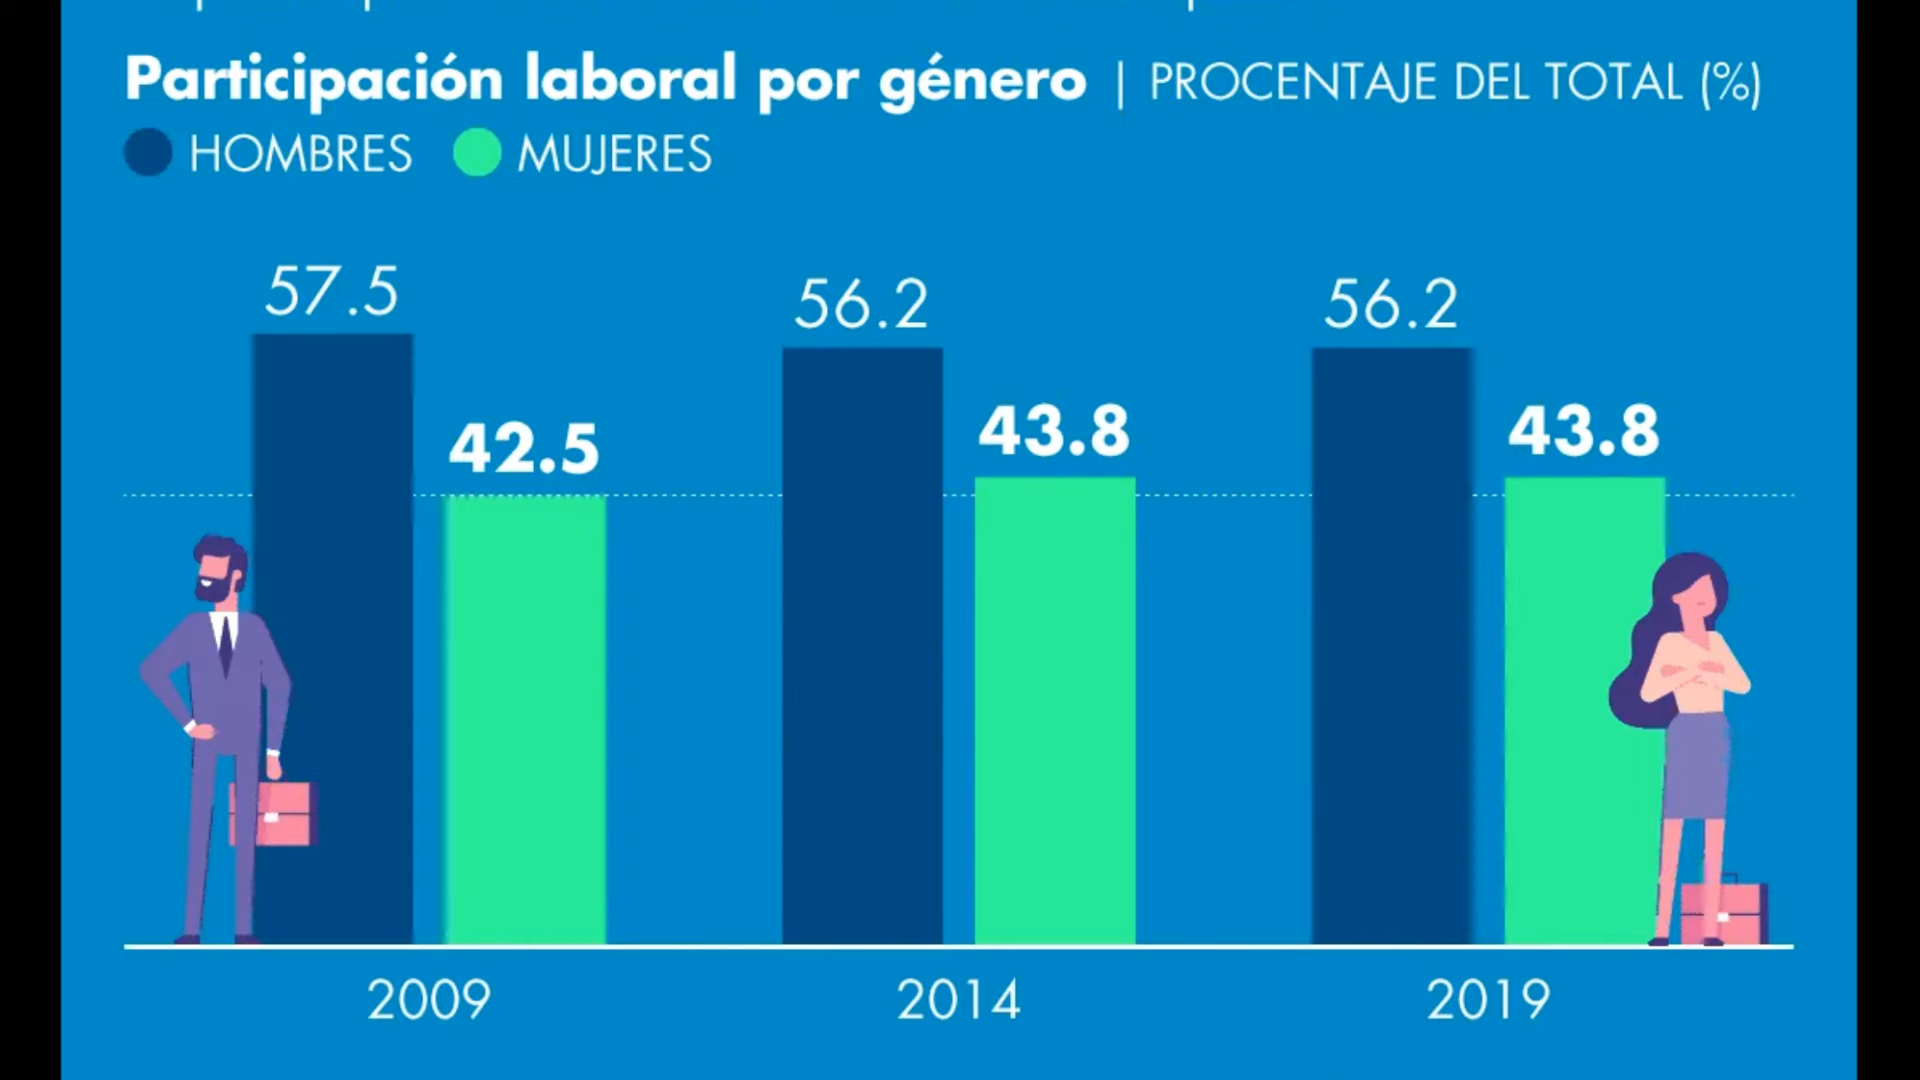 Participación laboral por género | PROCENTAJE DEL TOTAL (%)
HOMBRES MUJERES
57.5 56.2 56.2
42.5 43.8 43.8
2009 2014 2019